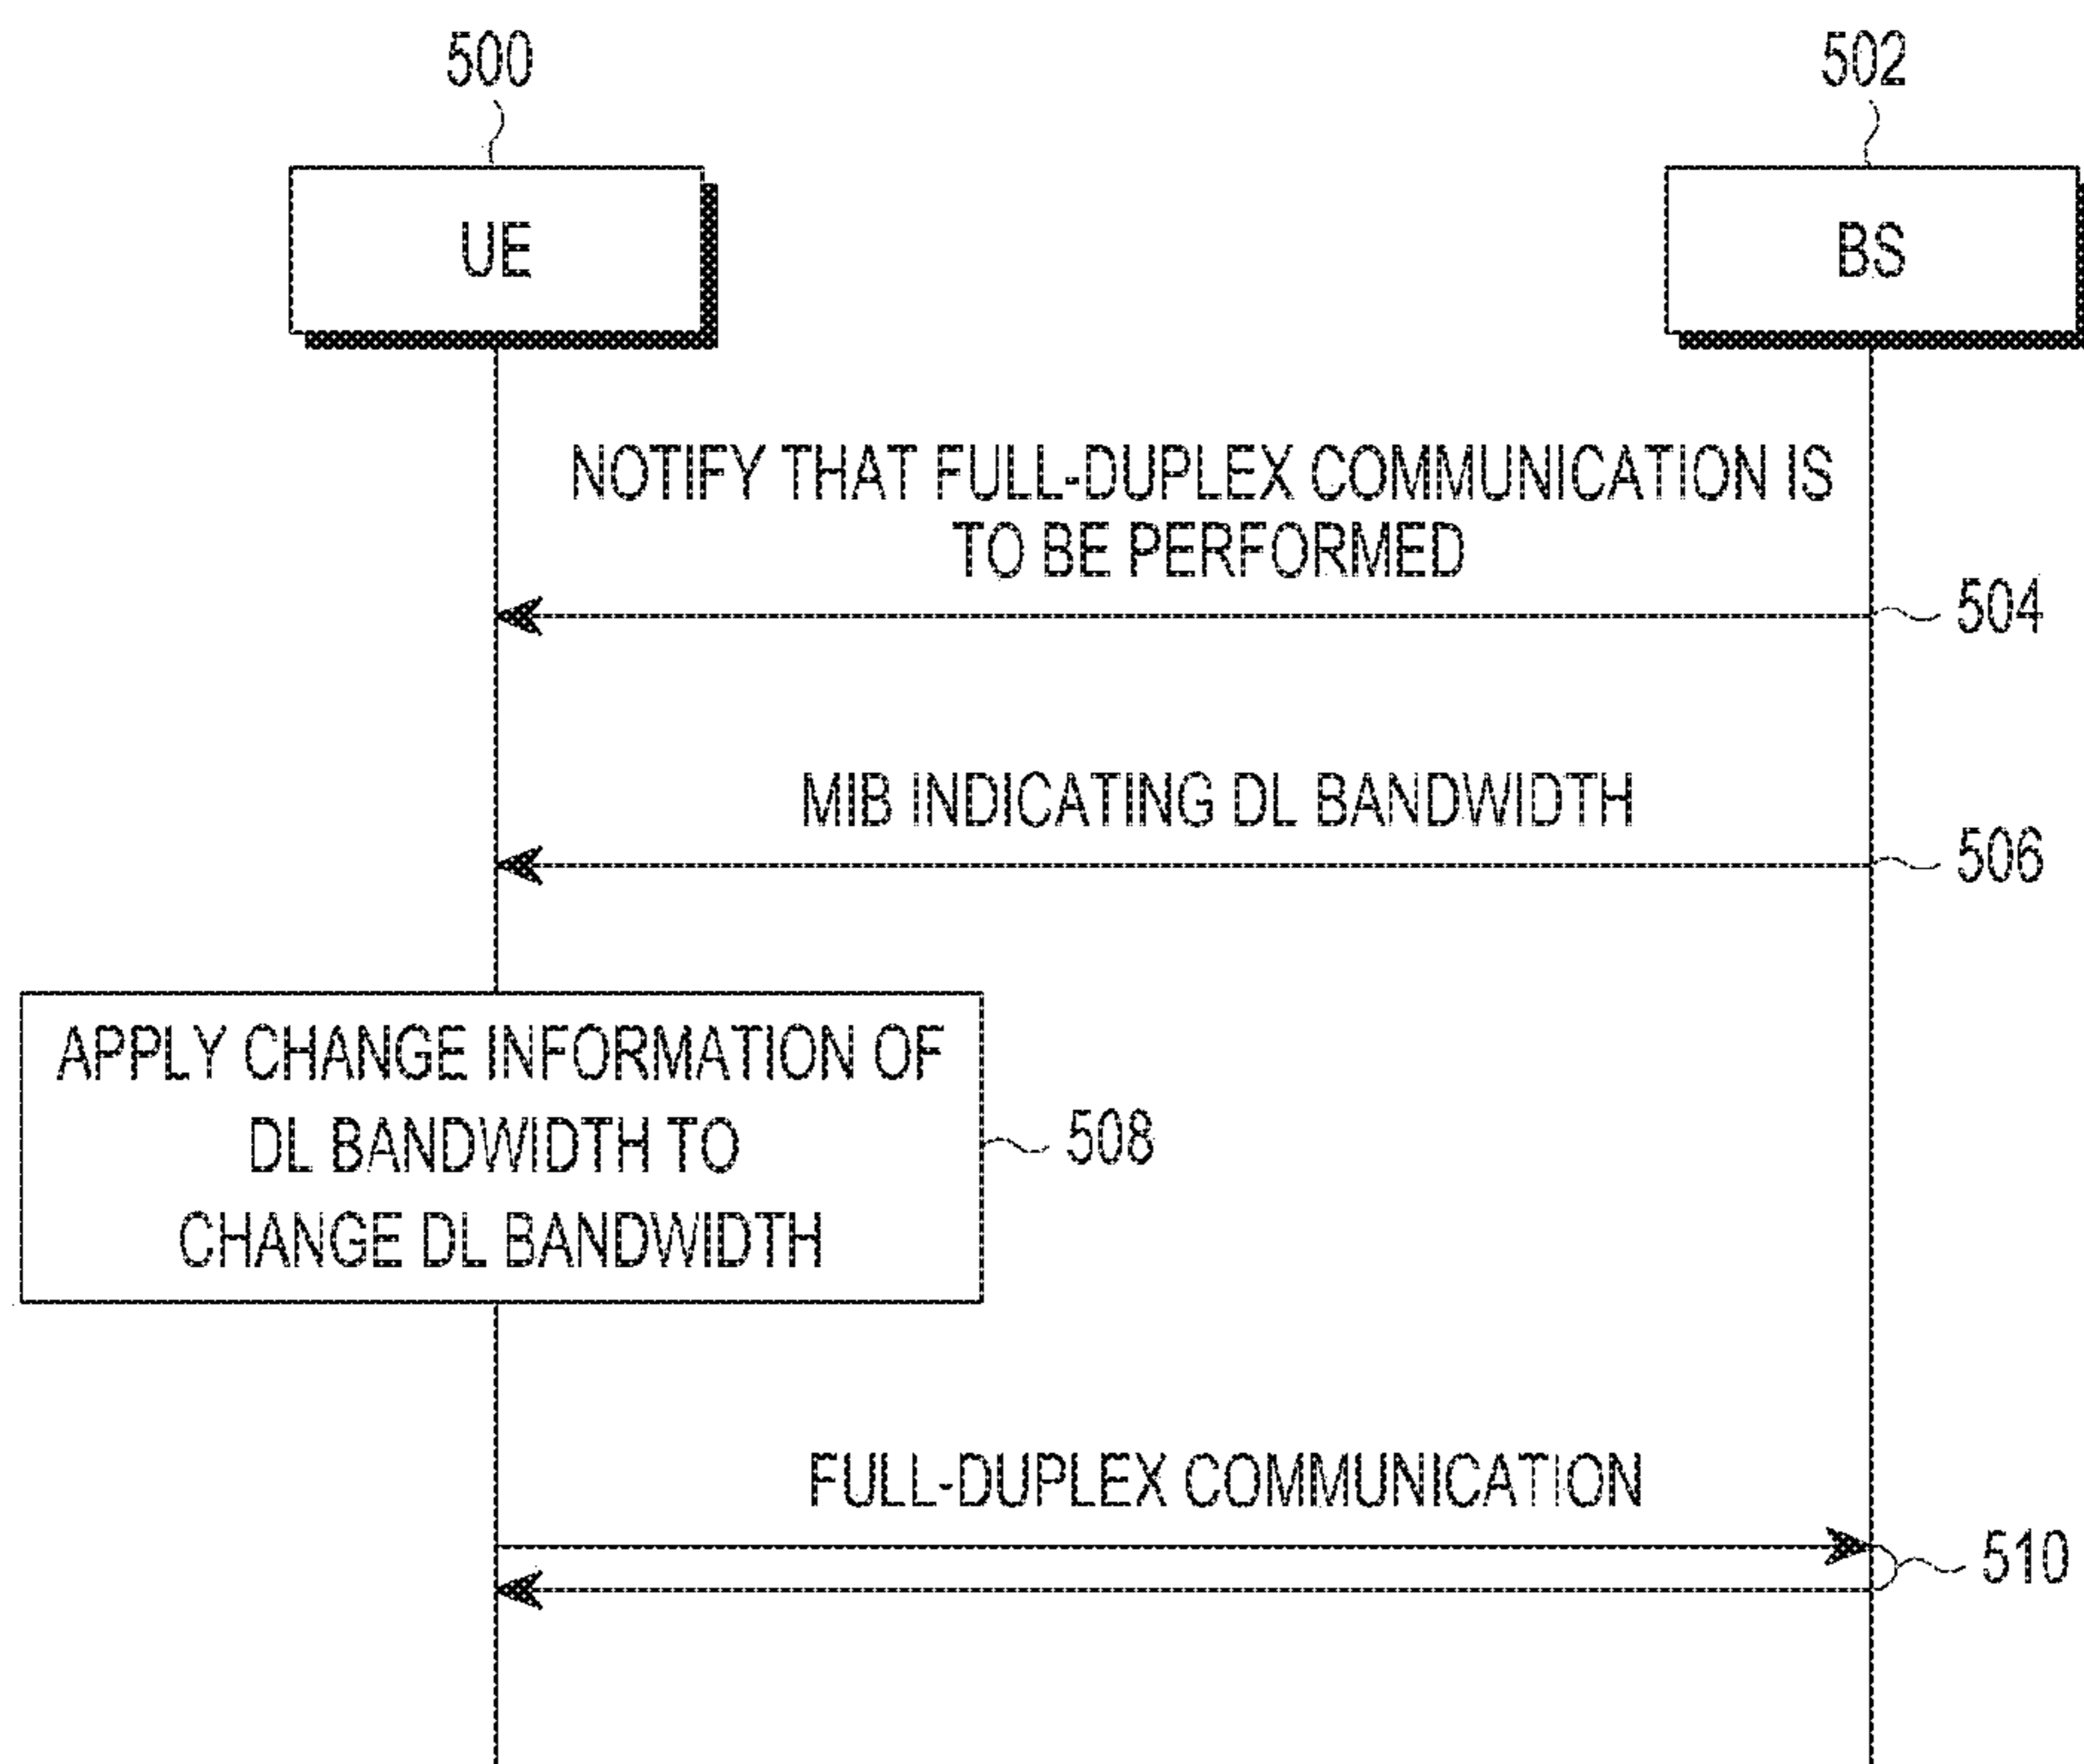 500
502
UE
BS
NOTIFY THAT FULL-DUPLEX COMMUNICATION IS
TO BE PERFORMED
504
MIB INDICATING DL BANDWIDTH
506
APPLY CHANGE INFORMATION OF
DL BANDWIDTH TO
CHANGE DL BANDWIDTH
508
FULL-DUPLEX COMMUNICATION
510